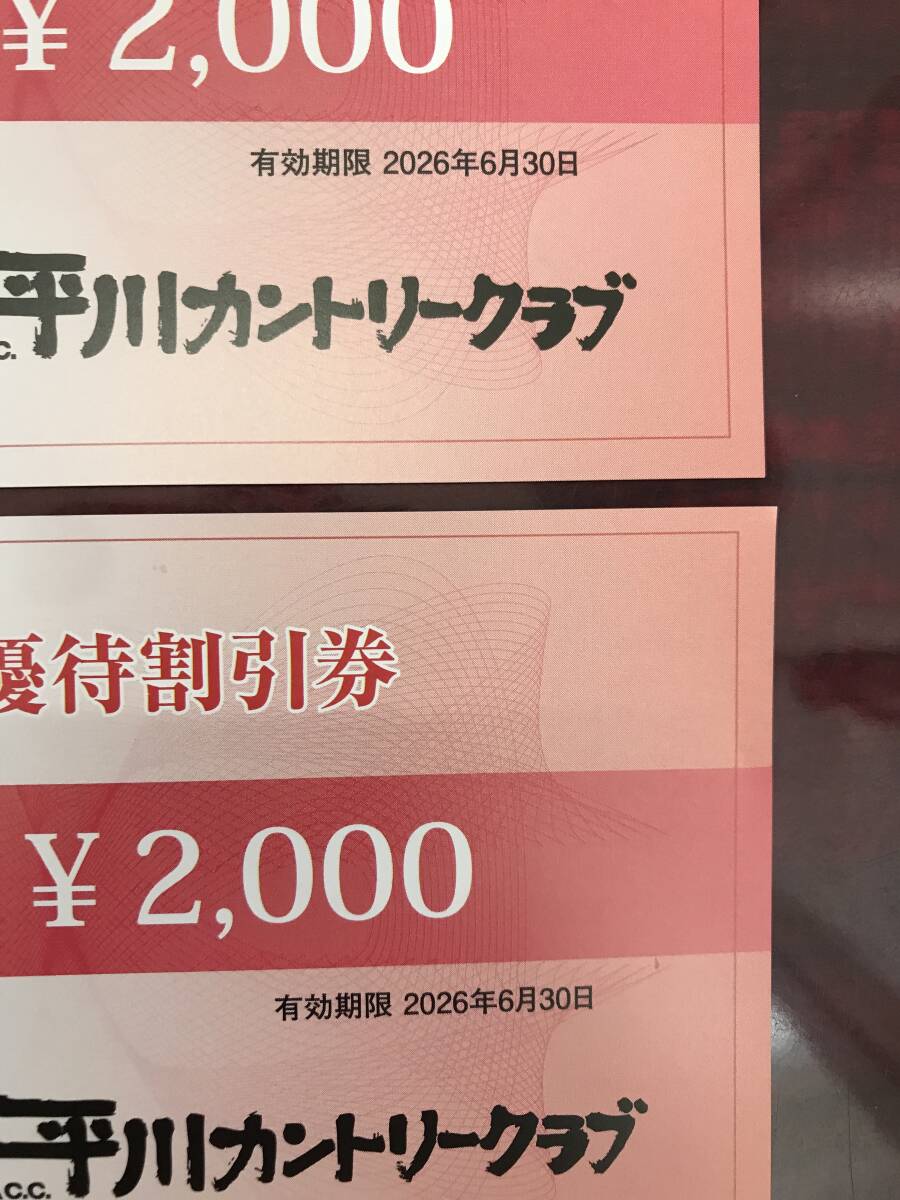 ¥2,000
有効期限 2026年6月30日
平川カントリークラブ
C.C.
優待割引券
¥2,000
有効期限 2026年6月30日
平川カントリークラブ
C.C.